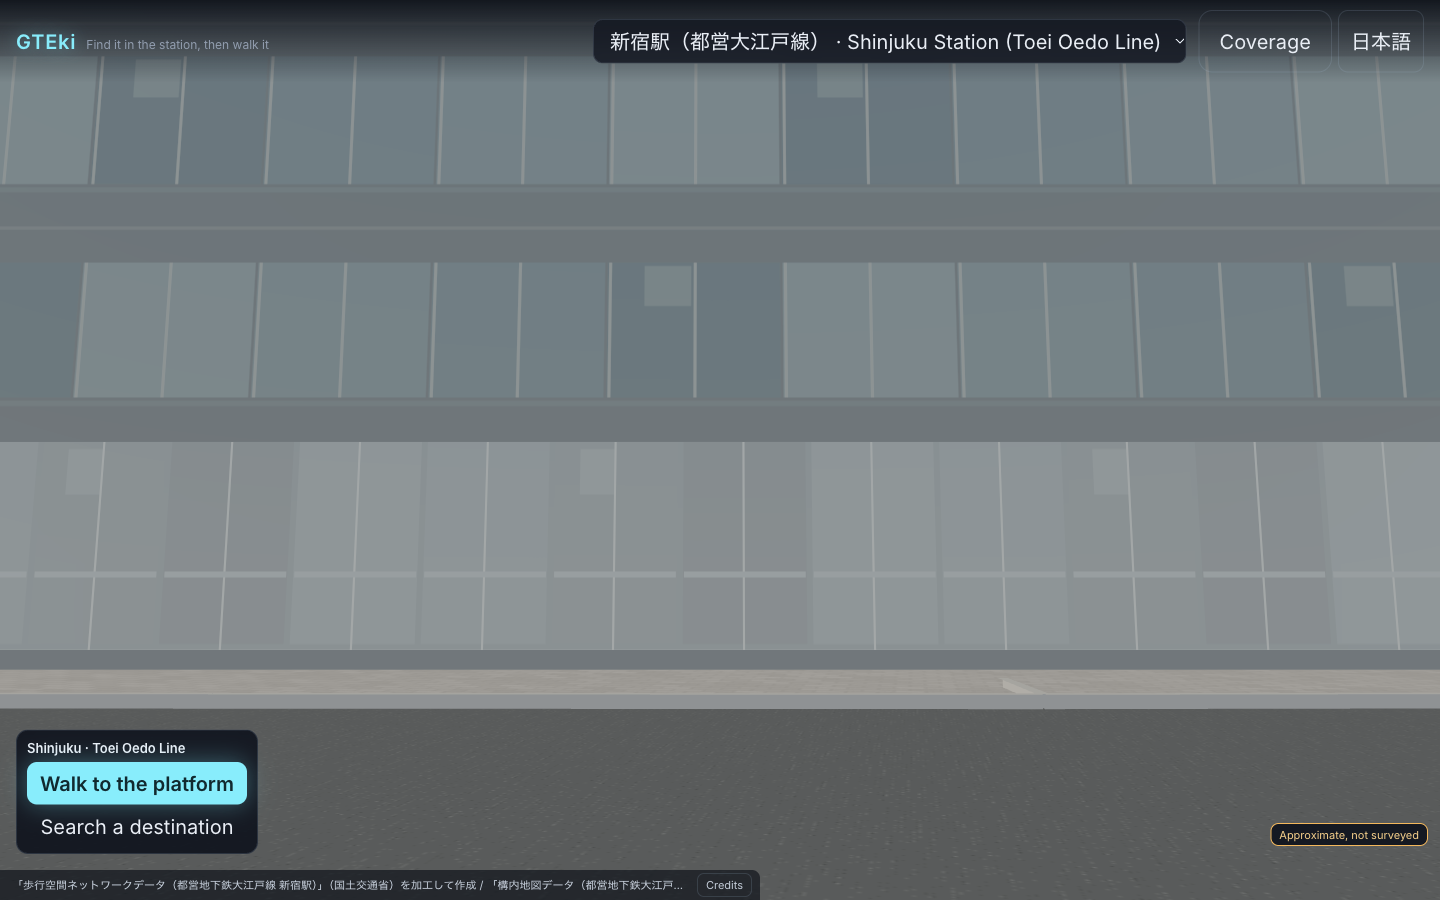 GTEki Find it in the station, then walk it
新宿駅（都営大江戸線） · Shinjuku Station (Toei Oedo Line)
Coverage
日本語
Shinjuku · Toei Oedo Line
Walk to the platform
Search a destination
Approximate, not surveyed
「歩行空間ネットワークデータ（都営地下鉄大江戸線 新宿駅）」（国土交通省）を加工して作成 / 「構内地図データ（都営地下鉄大江戸…
Credits